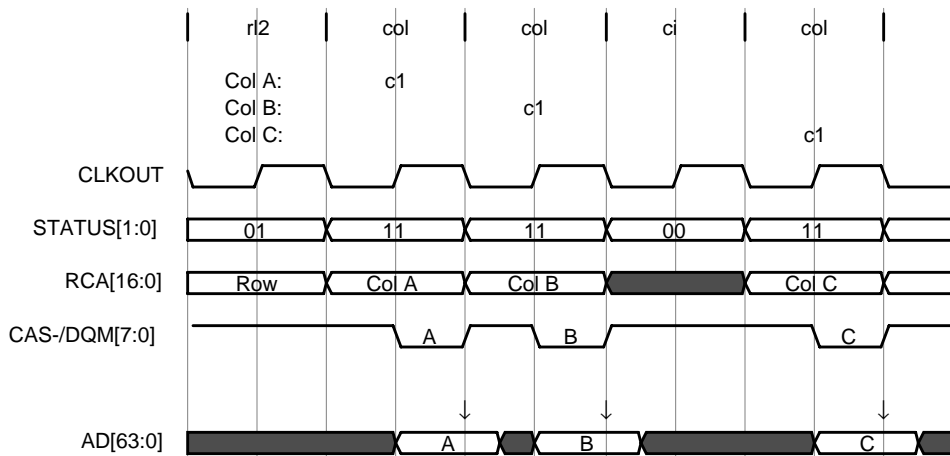 rl2 col col ci col
Col A: c1
Col B: c1
Col C: c1
CLKOUT
STATUS[1:0] 01 11 11 00 11
RCA[16:0] Row Col A Col B Col C
CAS-/DQM[7:0] A B C
AD[63:0] A B C